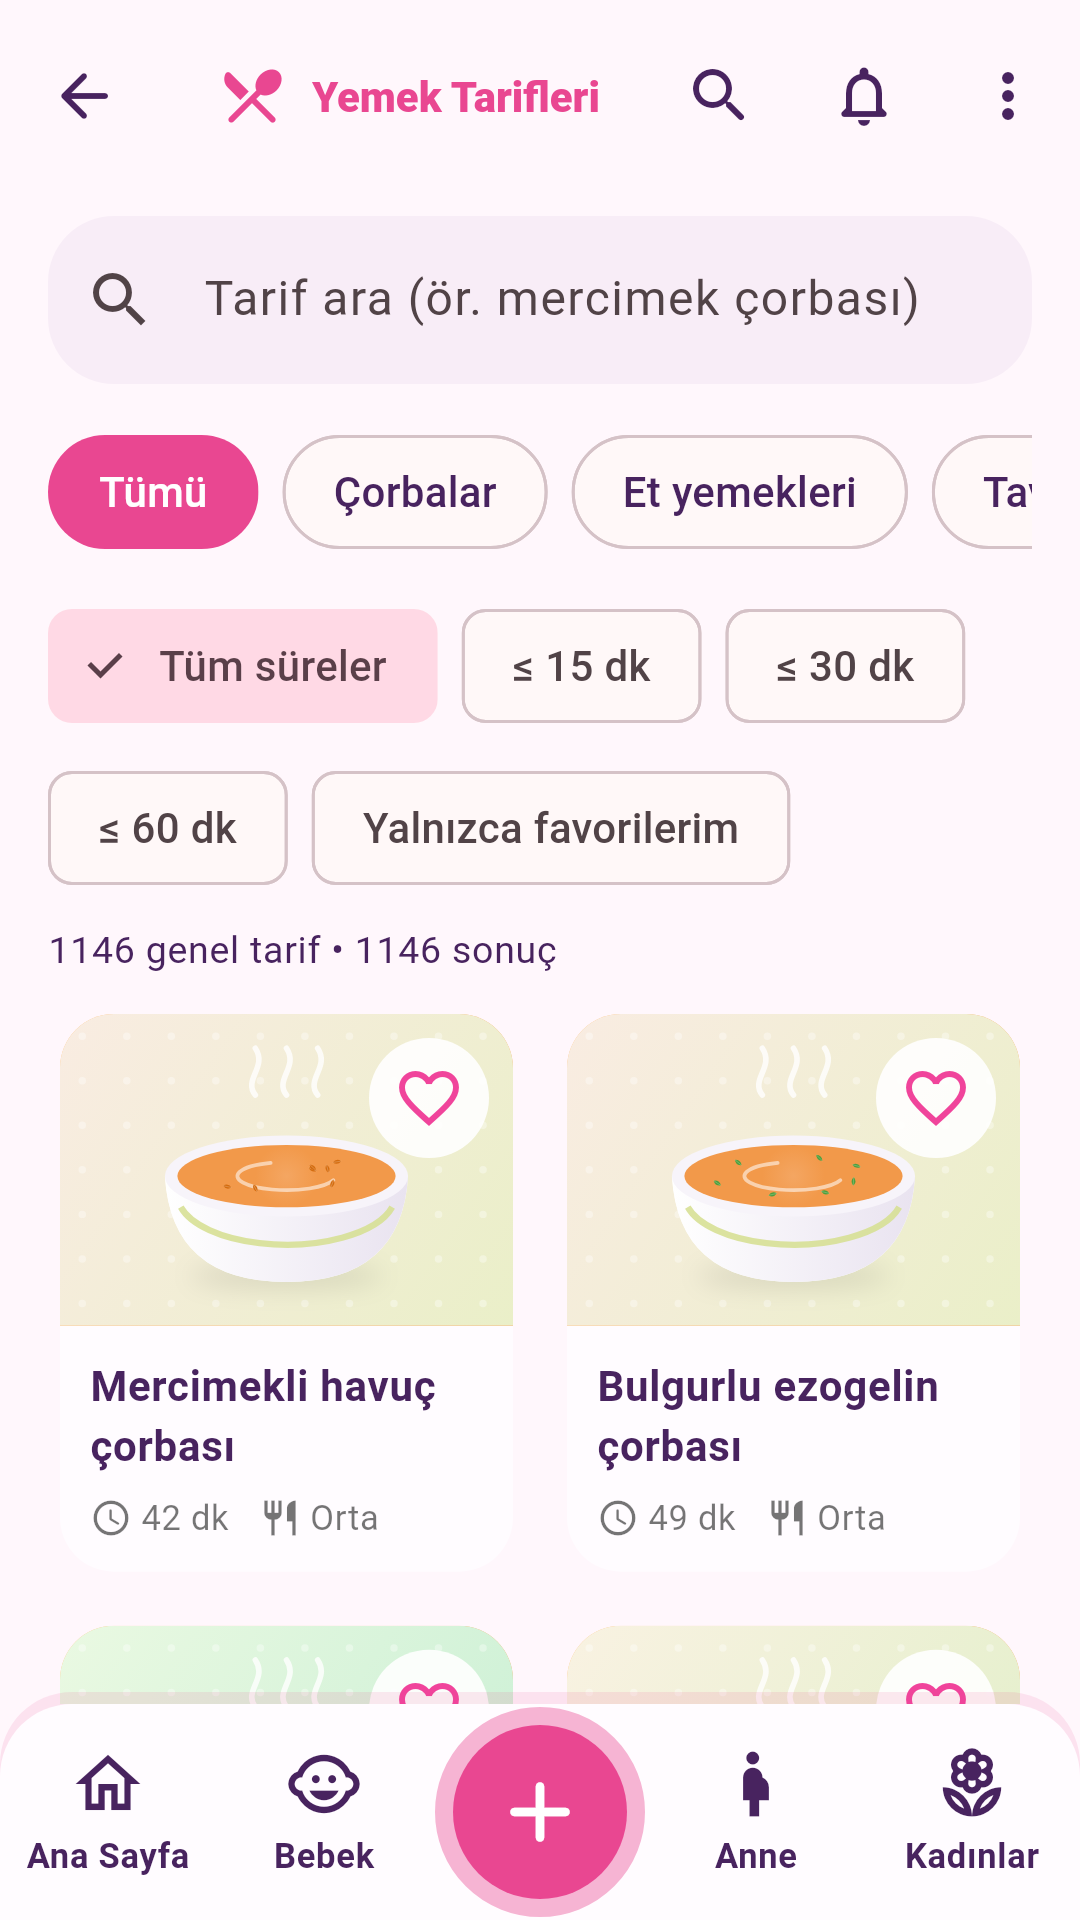 Yemek Tarifleri
Tarif ara (ör. mercimek çorbası)
Tümü
Çorbalar
Et yemekleri
≤ 15 dk
Tüm süreler
≤ 30 dk
≤ 60 dk
Yalnızca favorilerim
1146 genel tarif • 1146 sonuç
Mercimekli havuç
çorbası
42 dk
Orta
Bulgurlu ezogelin
çorbası
49 dk
Orta
Ana Sayfa
Bebek
Anne
Kadınlar